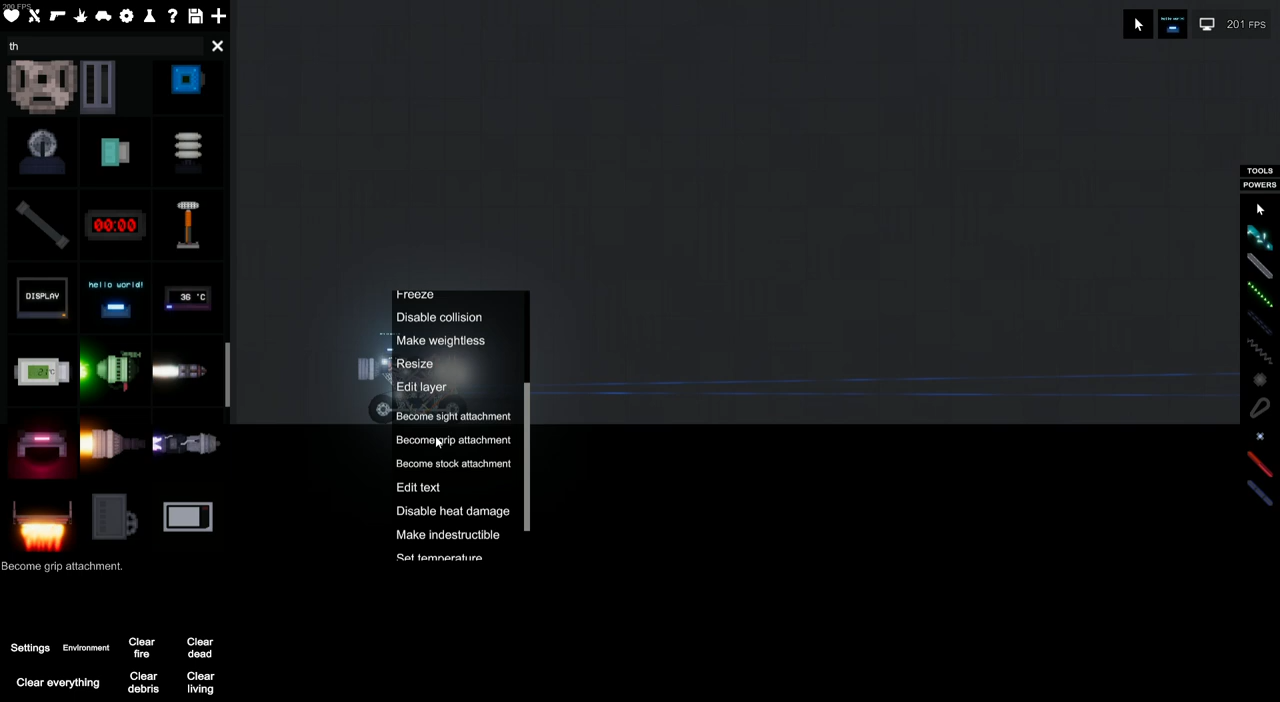 200 FPS
201 FPS
th
TOOLS
POWERS
00:00
DISPLAY
hello world!
36 °C
Freeze
Disable collision
Make weightless
Resize
Edit layer
Become sight attachment
Become grip attachment
Become stock attachment
Edit text
Disable heat damage
Make indestructible
Set temperature
Become grip attachment.
Settings
Environment
Clear
fire
Clear
dead
Clear everything
Clear
debris
Clear
living